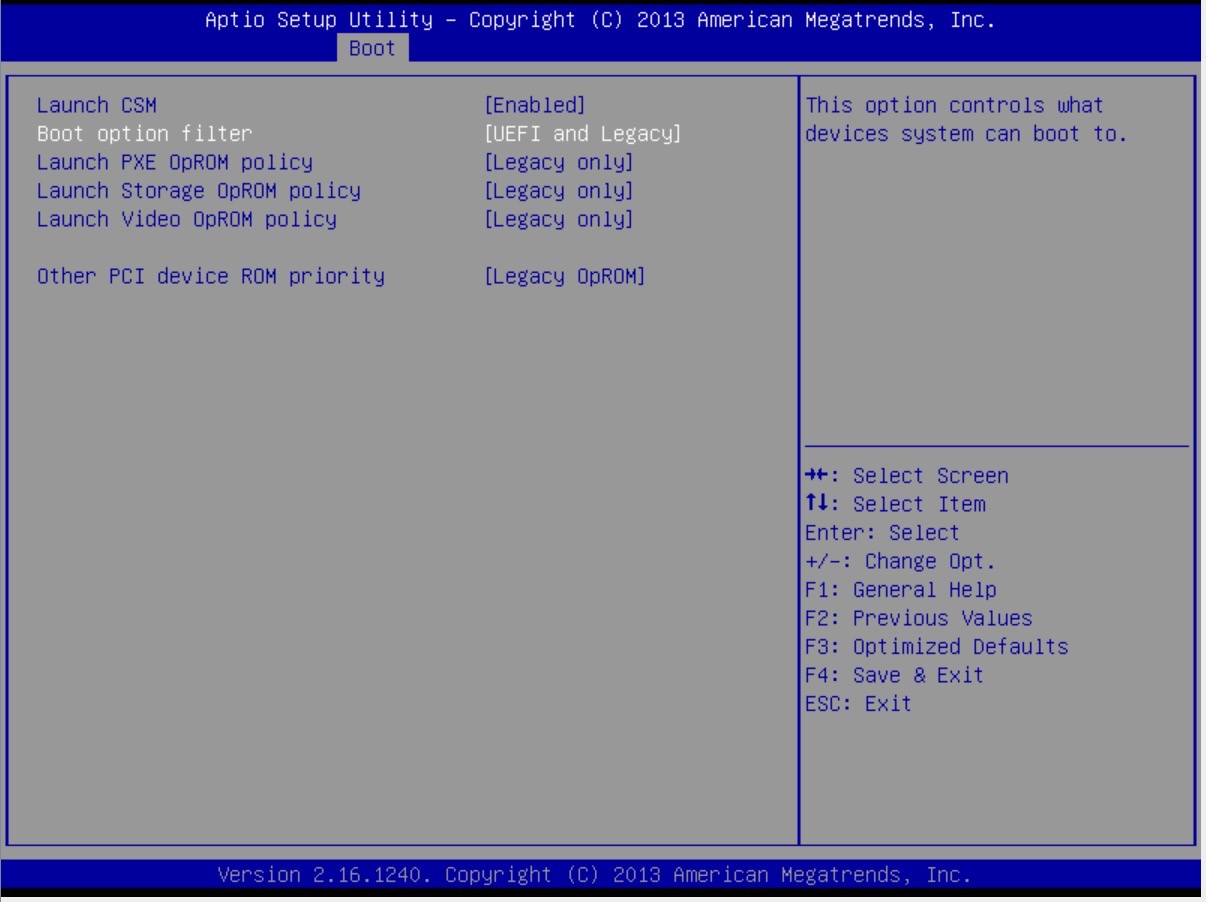 Aptio Setup Utility – Copyright (C) 2013 American Megatrends, Inc.
Boot
Launch CSM [Enabled]
Boot option filter [UEFI and Legacy]
Launch PXE OpROM policy [Legacy only]
Launch Storage OpROM policy [Legacy only]
Launch Video OpROM policy [Legacy only]
Other PCI device ROM priority [Legacy OpROM]
This option controls what
devices system can boot to.
→←: Select Screen
↑↓: Select Item
Enter: Select
+/-: Change Opt.
F1: General Help
F2: Previous Values
F3: Optimized Defaults
F4: Save & Exit
ESC: Exit
Version 2.16.1240. Copyright (C) 2013 American Megatrends, Inc.